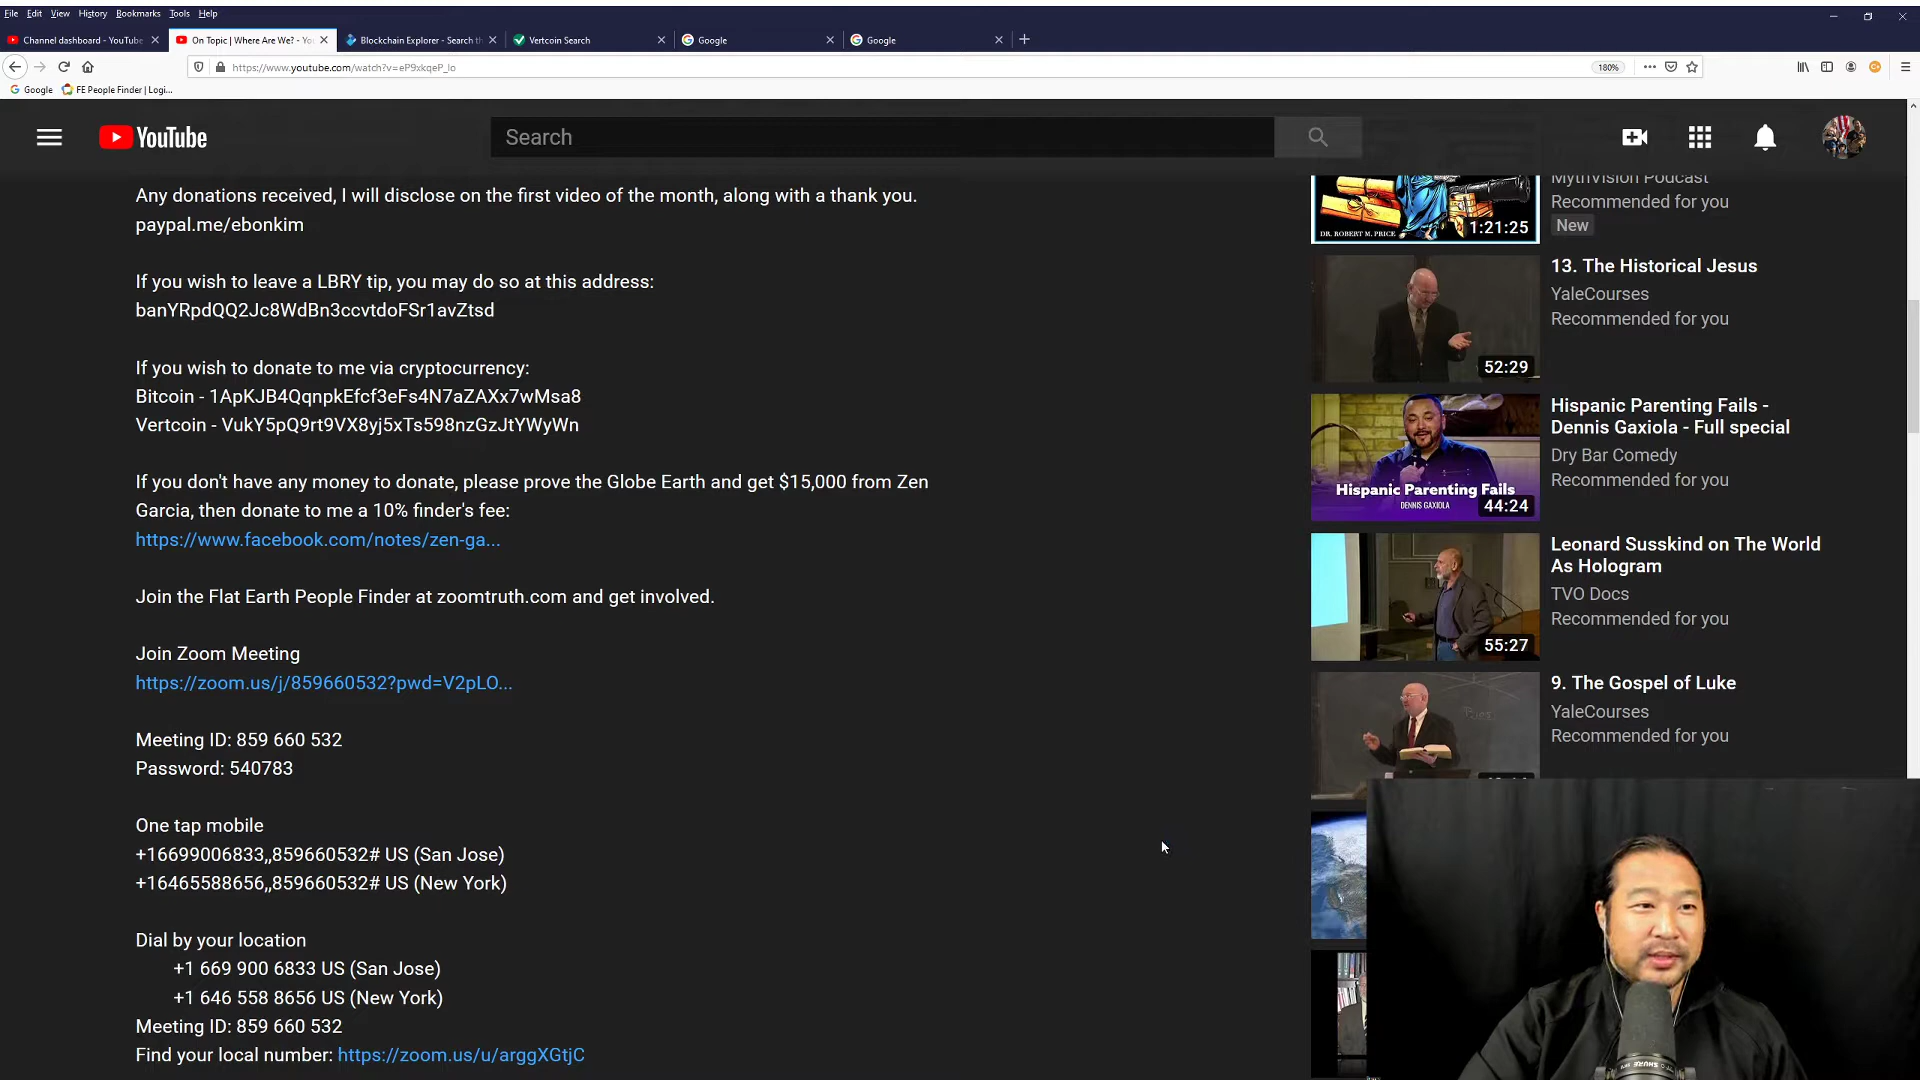 File Edit View History Bookmarks Tools Help
Channel dashboard - YouTube
On Topic | Where Are We? - Yo
Blockchain Explorer - Search th
Vertcoin Search
Google
Google
https://www.youtube.com/watch?v=eP9xkqeP_Io
180%
Google
FE People Finder | Logi...
YouTube
Search
Any donations received, I will disclose on the first video of the month, along with a thank you.
paypal.me/ebonkim
If you wish to leave a LBRY tip, you may do so at this address:
banYRpdQQ2Jc8WdBn3ccvtdoFSr1avZtsd
If you wish to donate to me via cryptocurrency:
Bitcoin - 1ApKJB4QqnpkEfcf3eFs4N7aZAXx7wMsa8
Vertcoin - VukY5pQ9rt9VX8yj5xTs598nzGzJtYWyWn
If you don't have any money to donate, please prove the Globe Earth and get $15,000 from Zen
Garcia, then donate to me a 10% finder's fee:
https://www.facebook.com/notes/zen-ga...
Join the Flat Earth People Finder at zoomtruth.com and get involved.
Join Zoom Meeting
https://zoom.us/j/859660532?pwd=V2pLO...
Meeting ID: 859 660 532
Password: 540783
One tap mobile
+16699006833,,859660532# US (San Jose)
+16465588656,,859660532# US (New York)
Dial by your location
+1 669 900 6833 US (San Jose)
+1 646 558 8656 US (New York)
Meeting ID: 859 660 532
Find your local number: https://zoom.us/u/arggXGtjC
MythVision Podcast
Recommended for you
New
DR. ROBERT M. PRICE
1:21:25
13. The Historical Jesus
YaleCourses
Recommended for you
52:29
Hispanic Parenting Fails -
Dennis Gaxiola - Full special
Dry Bar Comedy
Recommended for you
Hispanic Parenting Fails
DENNIS GAXIOLA
44:24
Leonard Susskind on The World
As Hologram
TVO Docs
Recommended for you
55:27
9. The Gospel of Luke
YaleCourses
Recommended for you
SHURE